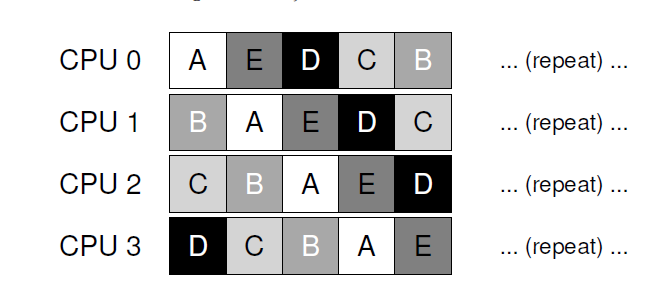 CPU 0 A E D C B ... (repeat) ...
CPU 1 B A E D C ... (repeat) ...
CPU 2 C B A E D ... (repeat) ...
CPU 3 D C B A E ... (repeat) ...